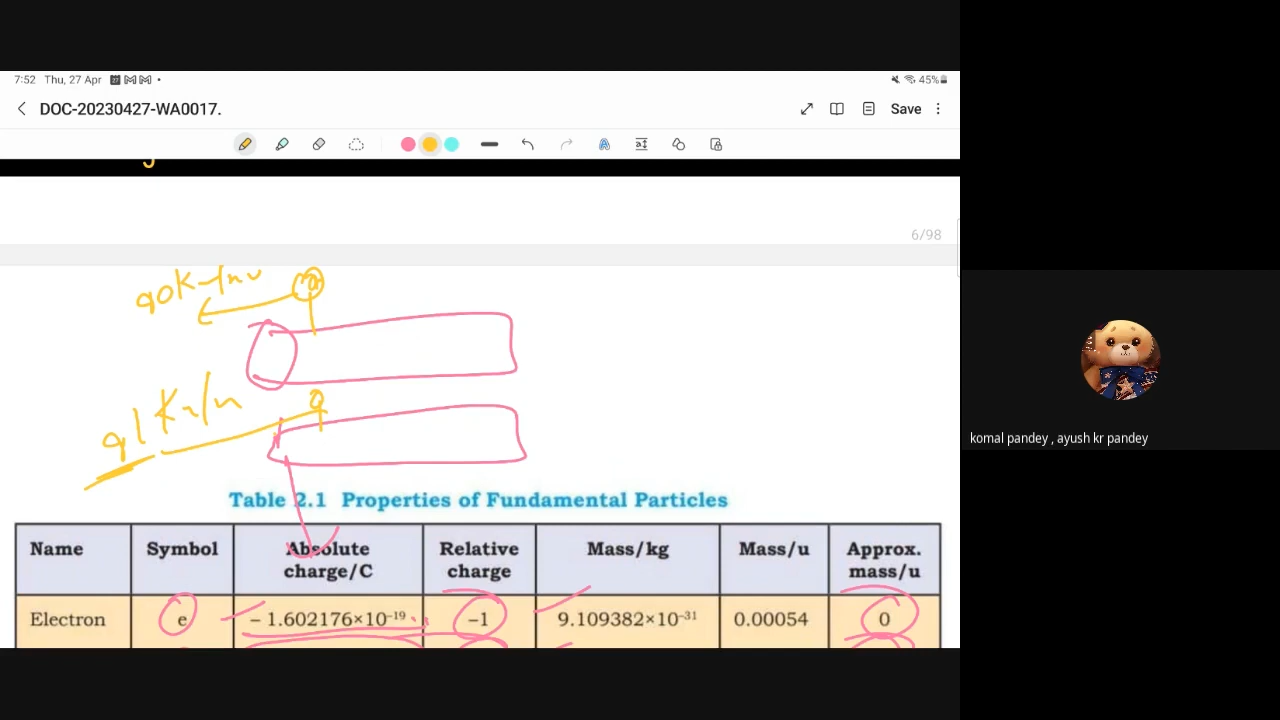 7:52 Thu, 27 Apr
45%
DOC-20230427-WA0017.
Save
6/98
90K
91
Table 2.1 Properties of Fundamental Particles
Name Symbol Absolute charge/C Relative charge Mass/kg Mass/u Approx. mass/u
Electron e – 1.602176×10⁻¹⁹ –1 9.109382×10⁻³¹ 0.00054 0
komal pandey , ayush kr pandey